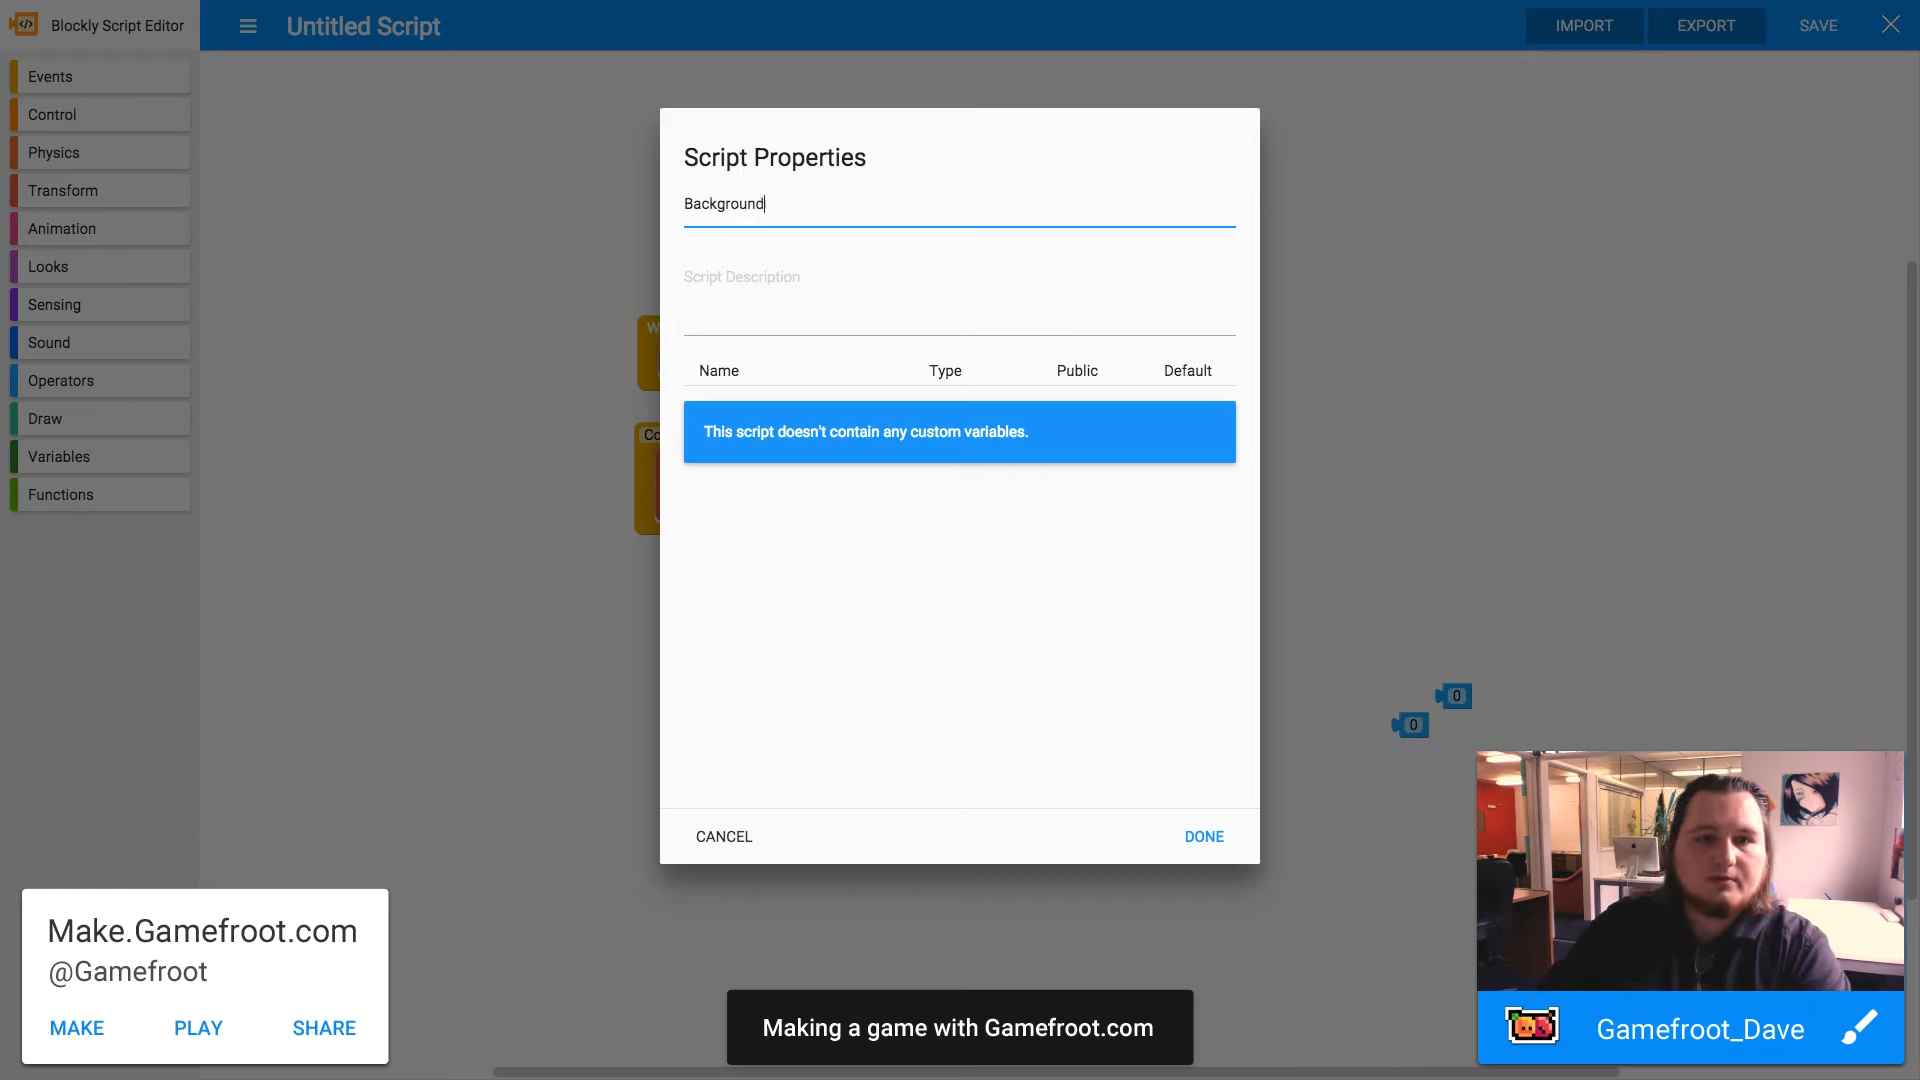 Blockly Script Editor
Untitled Script
IMPORT
EXPORT
SAVE
Events
Control
Physics
Transform
Animation
Looks
Sensing
Sound
Operators
Draw
Variables
Functions
W
Co
Script Properties
Background
Script Description
Name Type Public Default
This script doesn't contain any custom variables.
CANCEL
DONE
0
0
Make.Gamefroot.com
@Gamefroot
MAKE PLAY SHARE
Making a game with Gamefroot.com
Gamefroot_Dave